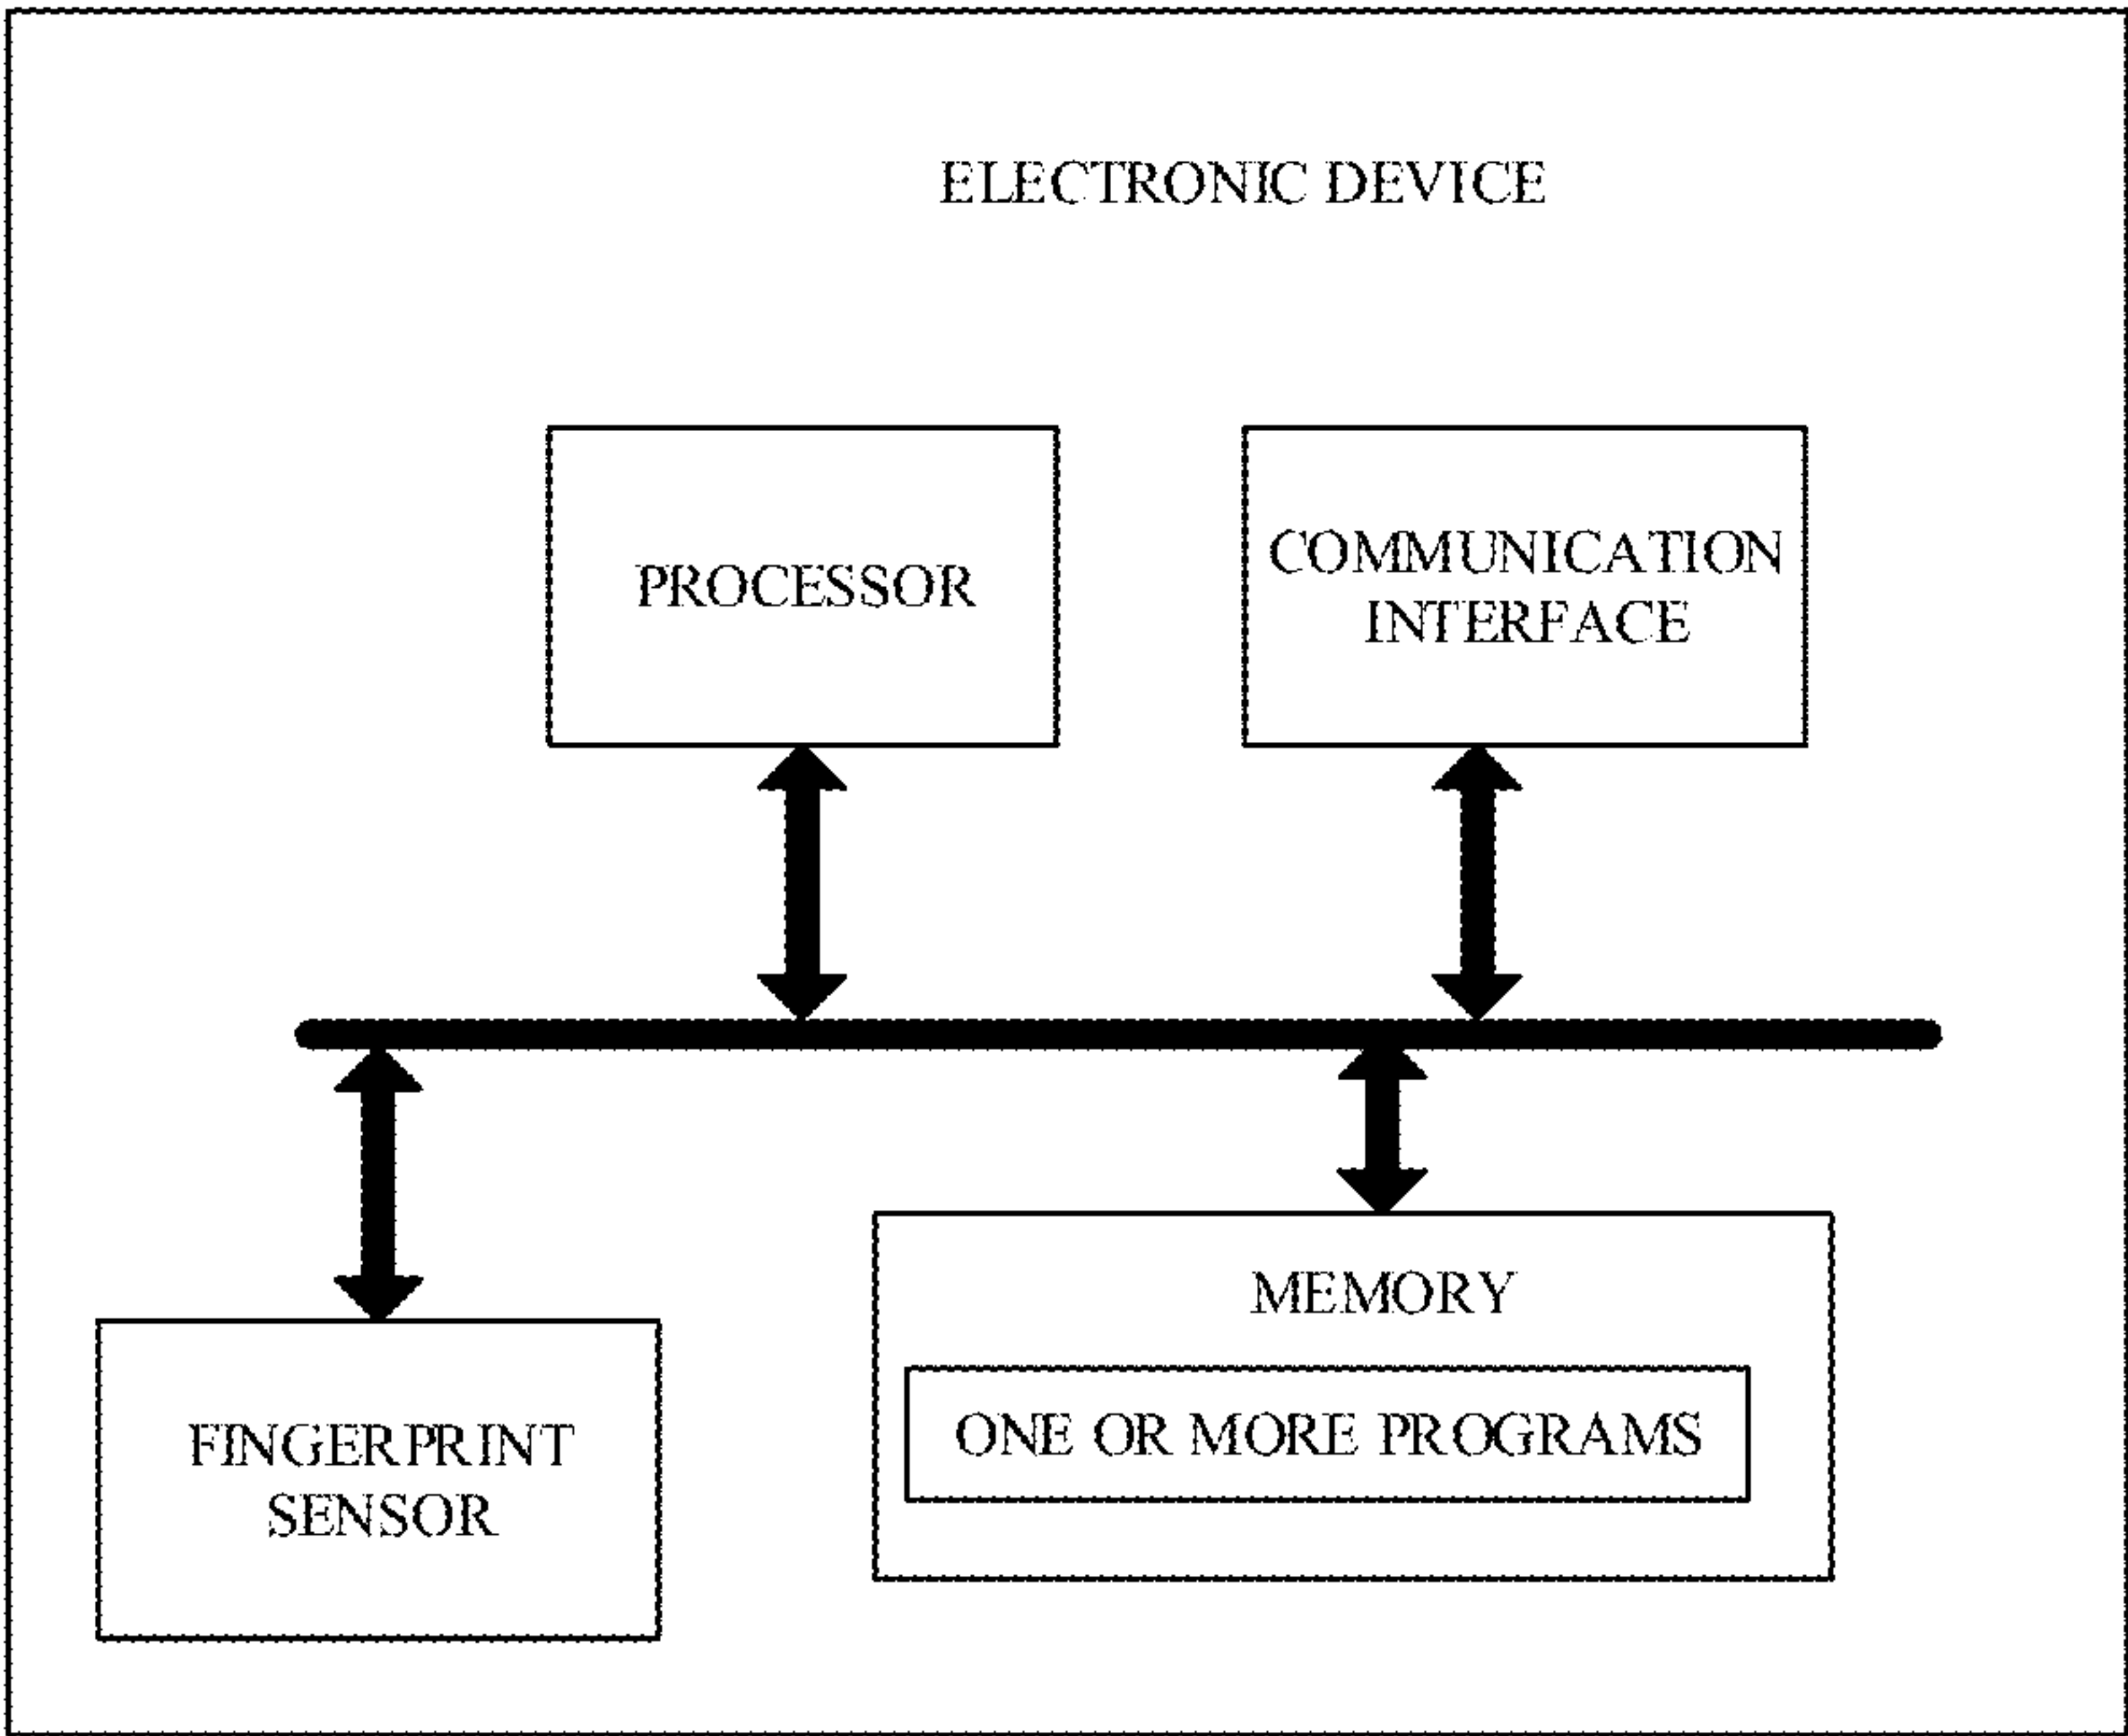 ELECTRONIC DEVICE
PROCESSOR
COMMUNICATION
INTERFACE
MEMORY
ONE OR MORE PROGRAMS
FINGERPRINT
SENSOR